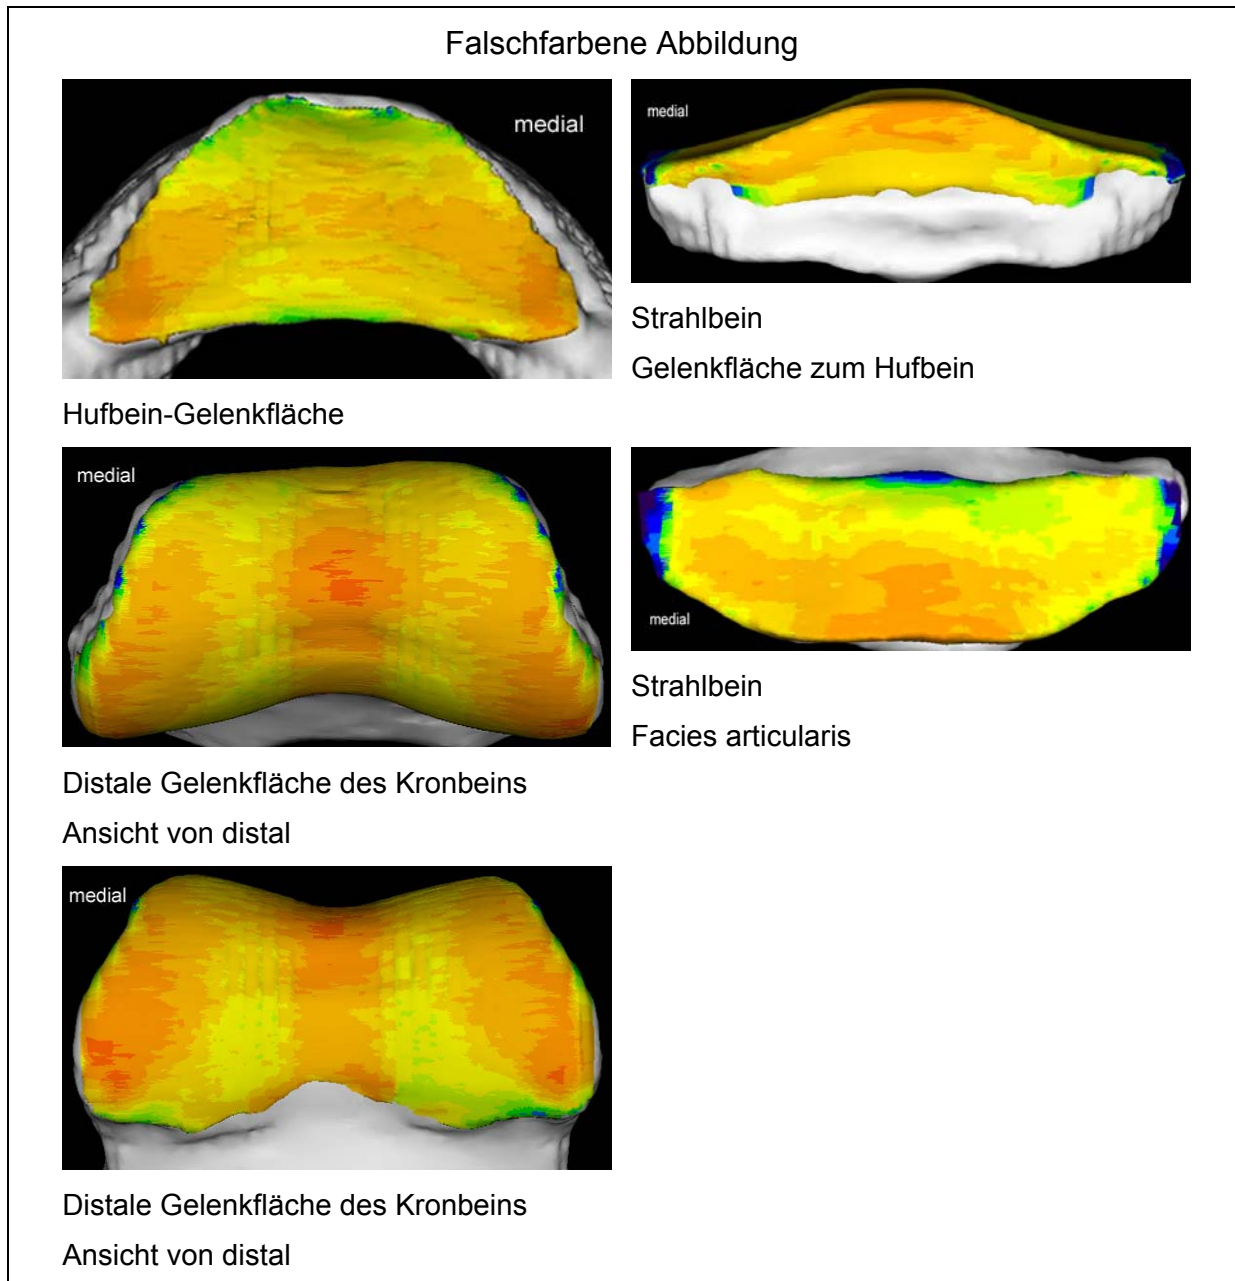 Falschfarbene Abbildung
medial
Hufbein-Gelenkfläche
medial
Strahlbein
Gelenkfläche zum Hufbein
medial
Distale Gelenkfläche des Kronbeins
Ansicht von distal
medial
Strahlbein
Facies articularis
medial
Distale Gelenkfläche des Kronbeins
Ansicht von distal